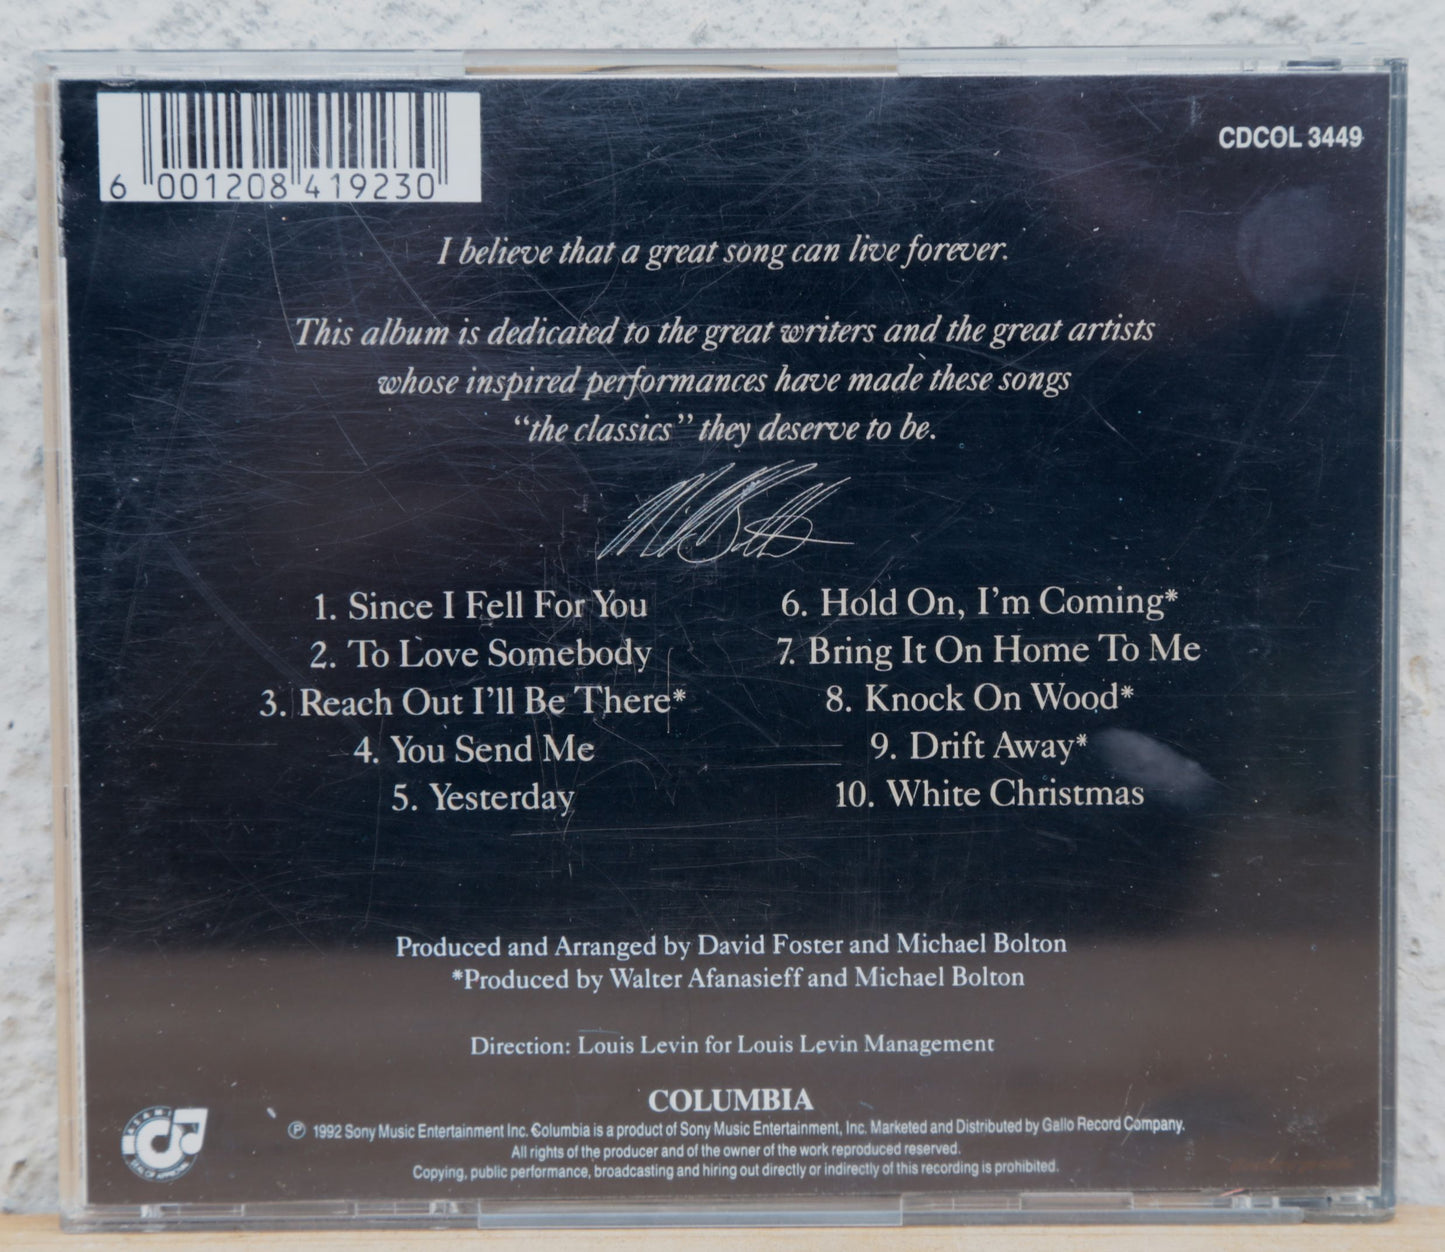 6 001208 419230
CDCOL 3449
I believe that a great song can live forever.
This album is dedicated to the great writers and the great artists
whose inspired performances have made these songs
“the classics” they deserve to be.
1. Since I Fell For You
2. To Love Somebody
3. Reach Out I'll Be There*
4. You Send Me
5. Yesterday
6. Hold On, I'm Coming*
7. Bring It On Home To Me
8. Knock On Wood*
9. Drift Away*
10. White Christmas
Produced and Arranged by David Foster and Michael Bolton
*Produced by Walter Afanasieff and Michael Bolton
Direction: Louis Levin for Louis Levin Management
COLUMBIA
℗ 1992 Sony Music Entertainment Inc. Columbia is a product of Sony Music Entertainment, Inc. Marketed and Distributed by Gallo Record Company.
All rights of the producer and of the owner of the work reproduced reserved.
Copying, public performance, broadcasting and hiring out directly or indirectly of this recording is prohibited.
SEAL OF APPROVAL